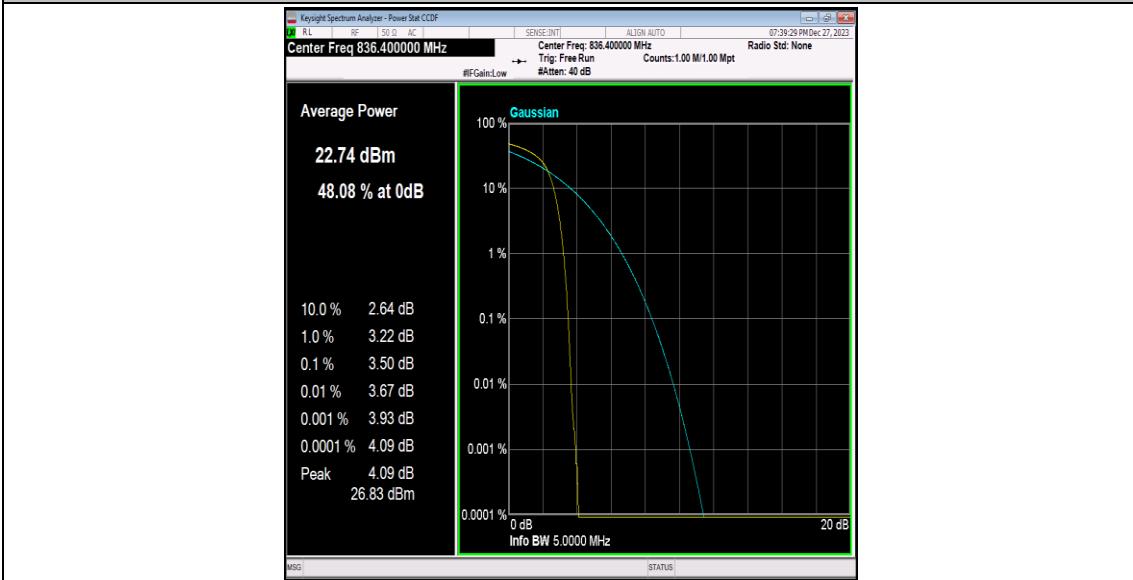 Keysight Spectrum Analyzer - Power Stat CCDF
LXI RL RF 50 Ω AC SENSE:INT ALIGN AUTO 07:39:29 PM Dec 27, 2023
Center Freq 836.400000 MHz
Center Freq: 836.400000 MHz Radio Std: None
Trig: Free Run Counts:1.00 M/1.00 Mpt
#IFGain:Low #Atten: 40 dB
Average Power
22.74 dBm
48.08 % at 0dB
10.0 % 2.64 dB
1.0 % 3.22 dB
0.1 % 3.50 dB
0.01 % 3.67 dB
0.001 % 3.93 dB
0.0001 % 4.09 dB
Peak 4.09 dB
26.83 dBm
Gaussian
100 %
10 %
1 %
0.1 %
0.01 %
0.001 %
0.0001 %
0 dB 20 dB
Info BW 5.0000 MHz
MSG STATUS